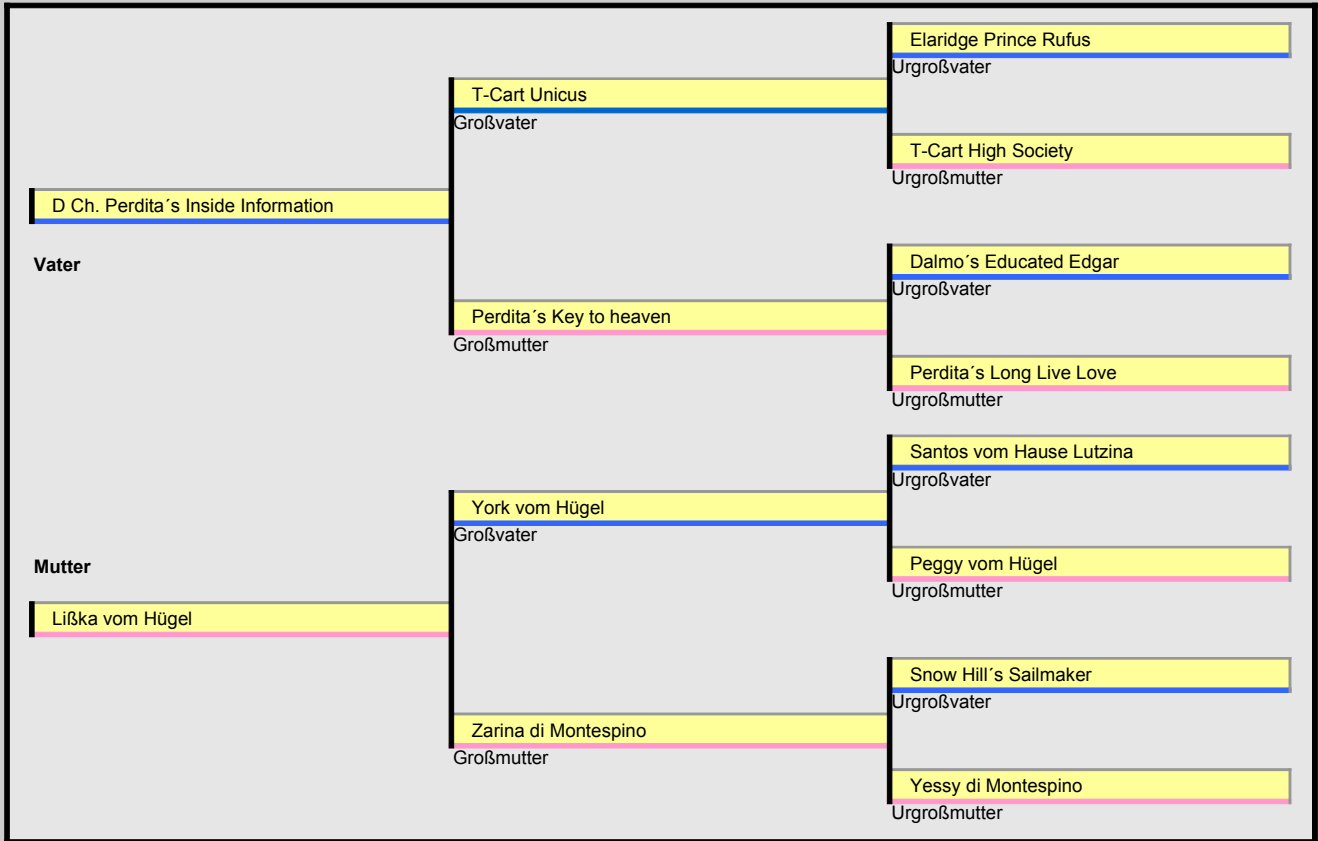 Elaridge Prince Rufus
Urgroßvater
T-Cart Unicus
Großvater
T-Cart High Society
Urgroßmutter
D Ch. Perdita´s Inside Information
Vater
Dalmo´s Educated Edgar
Urgroßvater
Perdita´s Key to heaven
Großmutter
Perdita´s Long Live Love
Urgroßmutter
Santos vom Hause Lutzina
Urgroßvater
York vom Hügel
Großvater
Mutter
Peggy vom Hügel
Urgroßmutter
Lißka vom Hügel
Snow Hill´s Sailmaker
Urgroßvater
Zarina di Montespino
Großmutter
Yessy di Montespino
Urgroßmutter